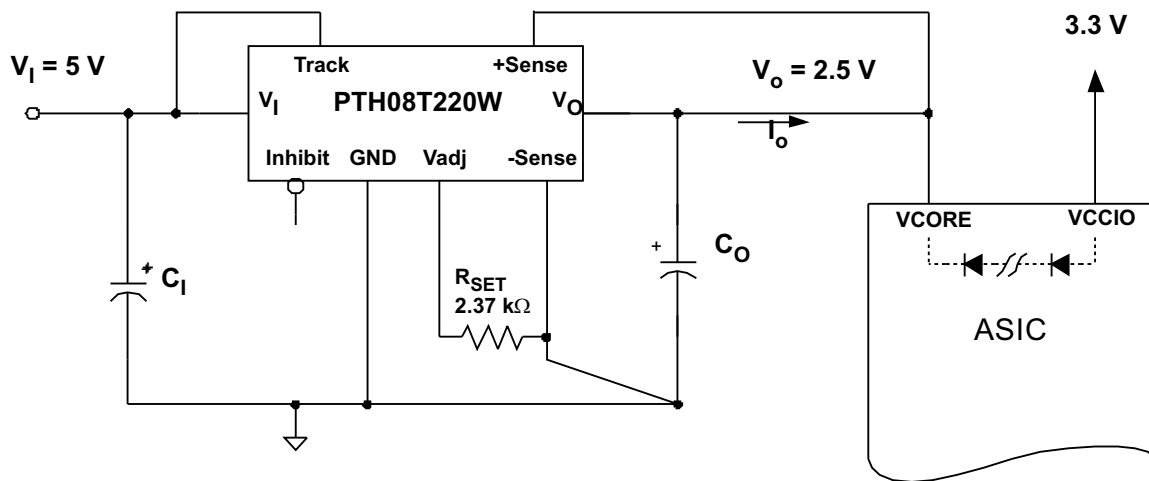 3.3 V
V_I = 5 V
Track
+Sense
V_I
PTH08T220W
V_O
V_o = 2.5 V
I_o
Inhibit
GND
Vadj
-Sense
VCORE
VCCIO
+
C_I
R_SET
2.37 kΩ
+
C_O
ASIC